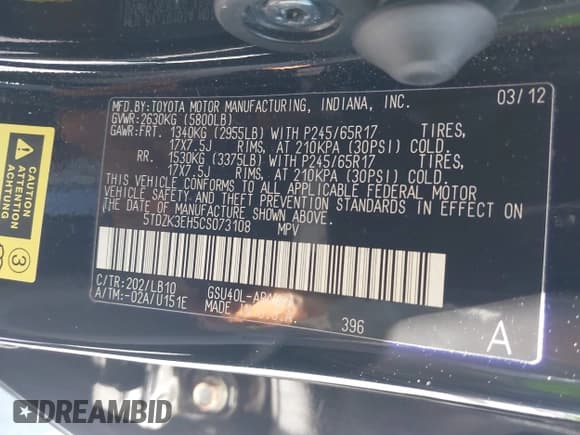 MFD.BY:TOYOTA MOTOR MANUFACTURING, INDIANA, INC. 03/12
GVWR:2630KG (5800LB)
GAWR:FRT. 1340KG (2955LB) WITH P245/65R17 TIRES,
17X7.5J RIMS, AT 210KPA (30PSI) COLD.
RR. 1530KG (3375LB) WITH P245/65R17 TIRES,
17X7.5J RIMS, AT 210KPA (30PSI) COLD.
THIS VEHICLE CONFORMS TO ALL APPLICABLE FEDERAL MOTOR
VEHICLE SAFETY AND THEFT PREVENTION STANDARDS IN EFFECT ON
THE DATE OF MANUFACTURE SHOWN ABOVE.
5TDZK3EH5CS073108 MPV
C/TR:202/LB10 GSU40L-
A/TM:-02A/U151E MADE
396
A
CAUTION
ATTENTION
ACHTUNG
DREAMBID